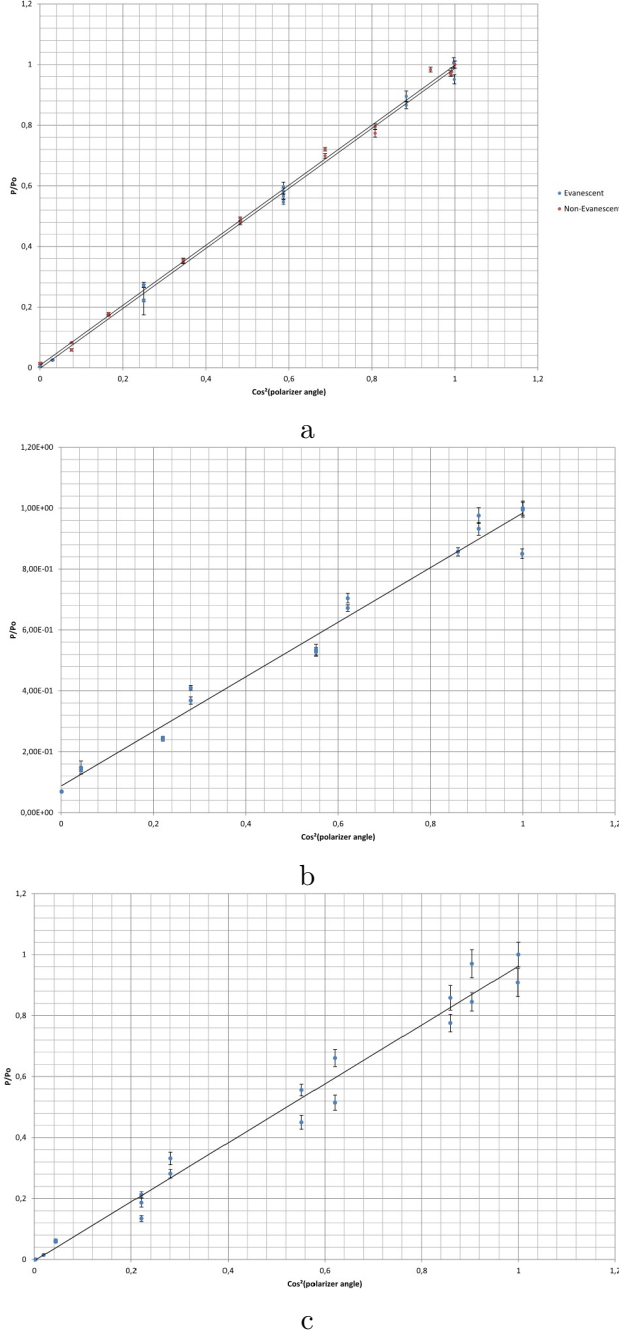 1,2
1
0,8
P/Po
0,6
0,4
0,2
0
0 0,2 0,4 0,6 0,8 1 1,2
Cos²(polarizer angle)
Evanescent
Non-Evanescent
a
1,20E+00
1,00E+00
8,00E-01
P/Po
6,00E-01
4,00E-01
2,00E-01
0,00E+00
0 0,2 0,4 0,6 0,8 1 1,2
Cos²(polarizer angle)
b
1,2
1
0,8
P/Po
0,6
0,4
0,2
0
0 0,2 0,4 0,6 0,8 1 1,2
Cos²(polarizer angle)
c